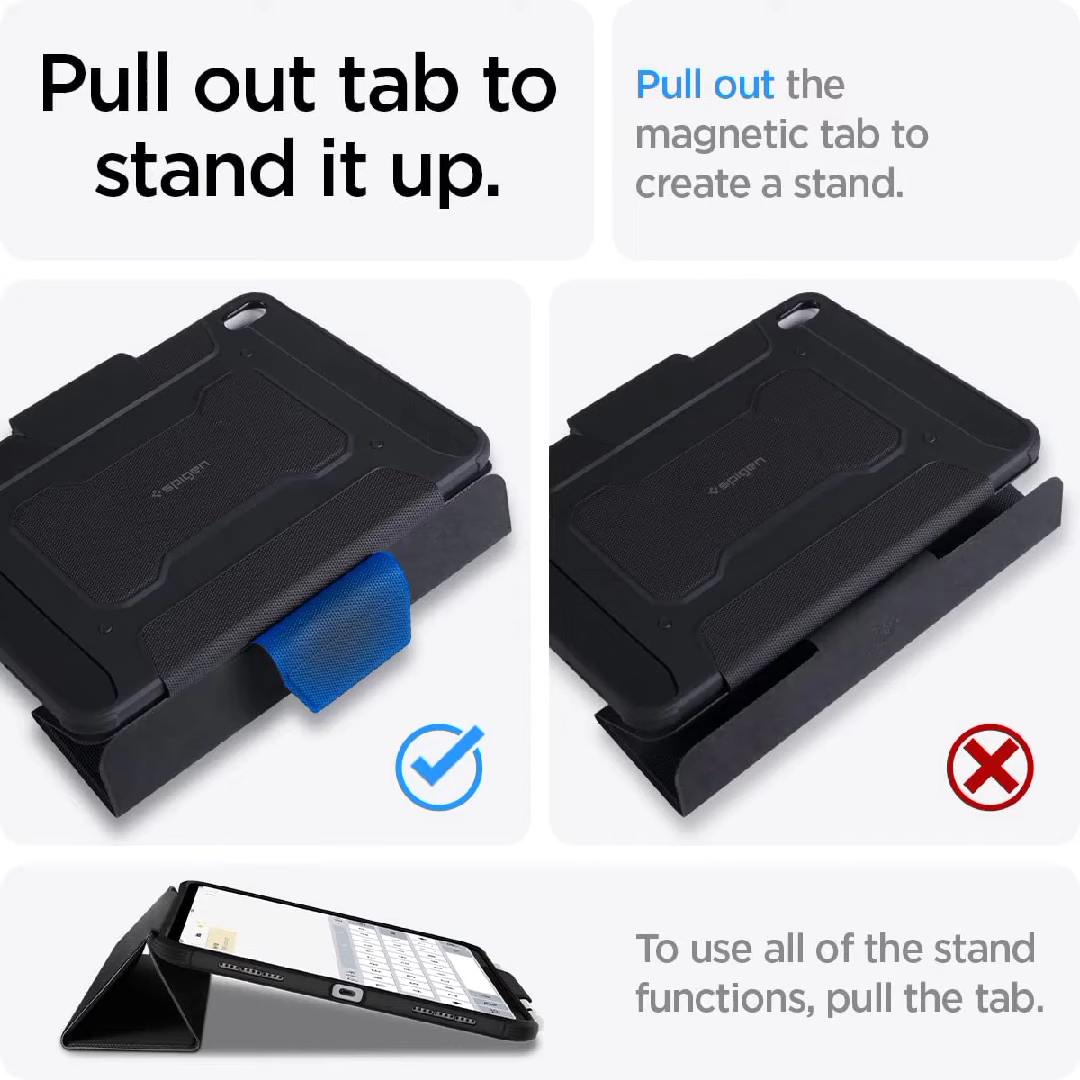 Pull out tab to
stand it up.
Pull out the
magnetic tab to
create a stand.
spigen
spigen
To use all of the stand
functions, pull the tab.